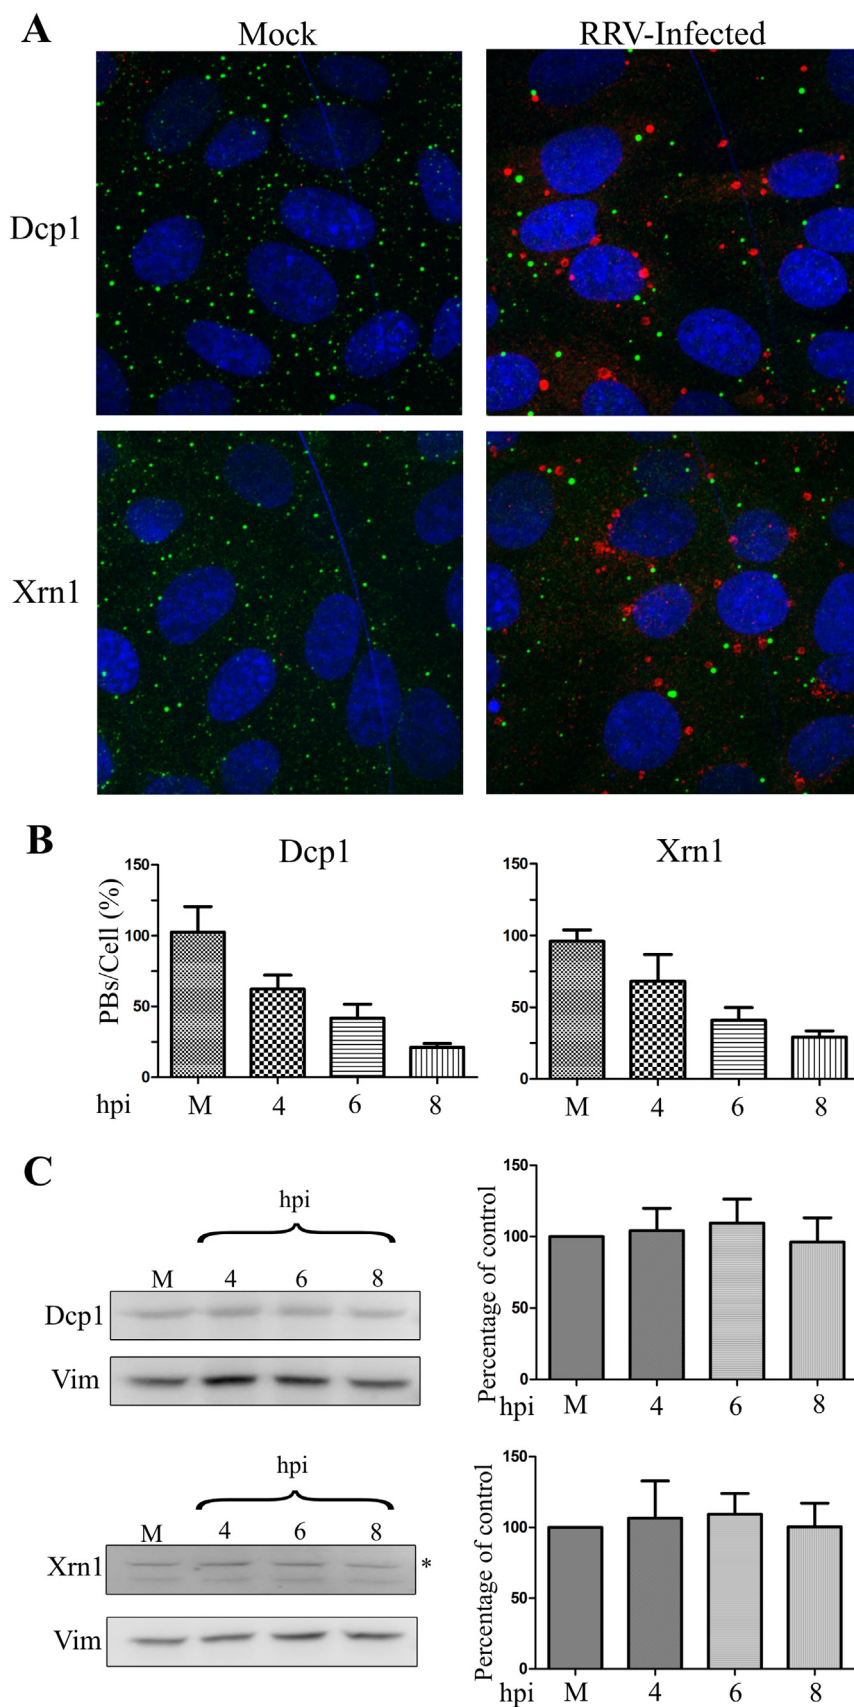 A
Mock RRV-Infected
Dcp1
Xrn1
B
Dcp1
PBs/Cell (%)
150
100
50
0
hpi M 4 6 8
Xrn1
150
100
50
0
M 4 6 8
C
hpi
M 4 6 8
Dcp1
Vim
Percentage of control
150
100
50
0
hpi M 4 6 8
hpi
M 4 6 8
Xrn1 *
Vim
Percentage of control
150
100
50
0
hpi M 4 6 8